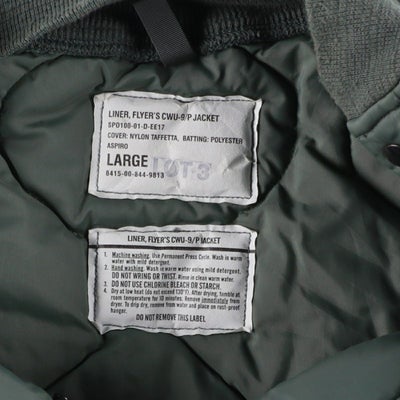 LINER, FLYER'S CWU-9/P JACKET
SPO100-01-D-EE17
COVER: NYLON TAFFETTA, BATTING: POLYESTER
ASPIRO
LARGE LOT-3
8415-00-844-9813
LINER, FLYER'S CWU-9/P JACKET
1. Machine washing. Use Permanent Press Cycle. Wash in warm
water with mild detergent.
2. Hand washing. Wash in warm water using mild detergent.
DO NOT WRING OR TWIST. Rinse in clean warm water.
3. DO NOT USE CHLORINE BLEACH OR STARCH.
4. Dry at low heat (do not exceed 130°F). After drying, tumble at
room temperature for 10 minutes. Remove immediately from
dryer. To drip dry, remove from water and place on rust-proof
hanger.
DO NOT REMOVE THIS LABEL